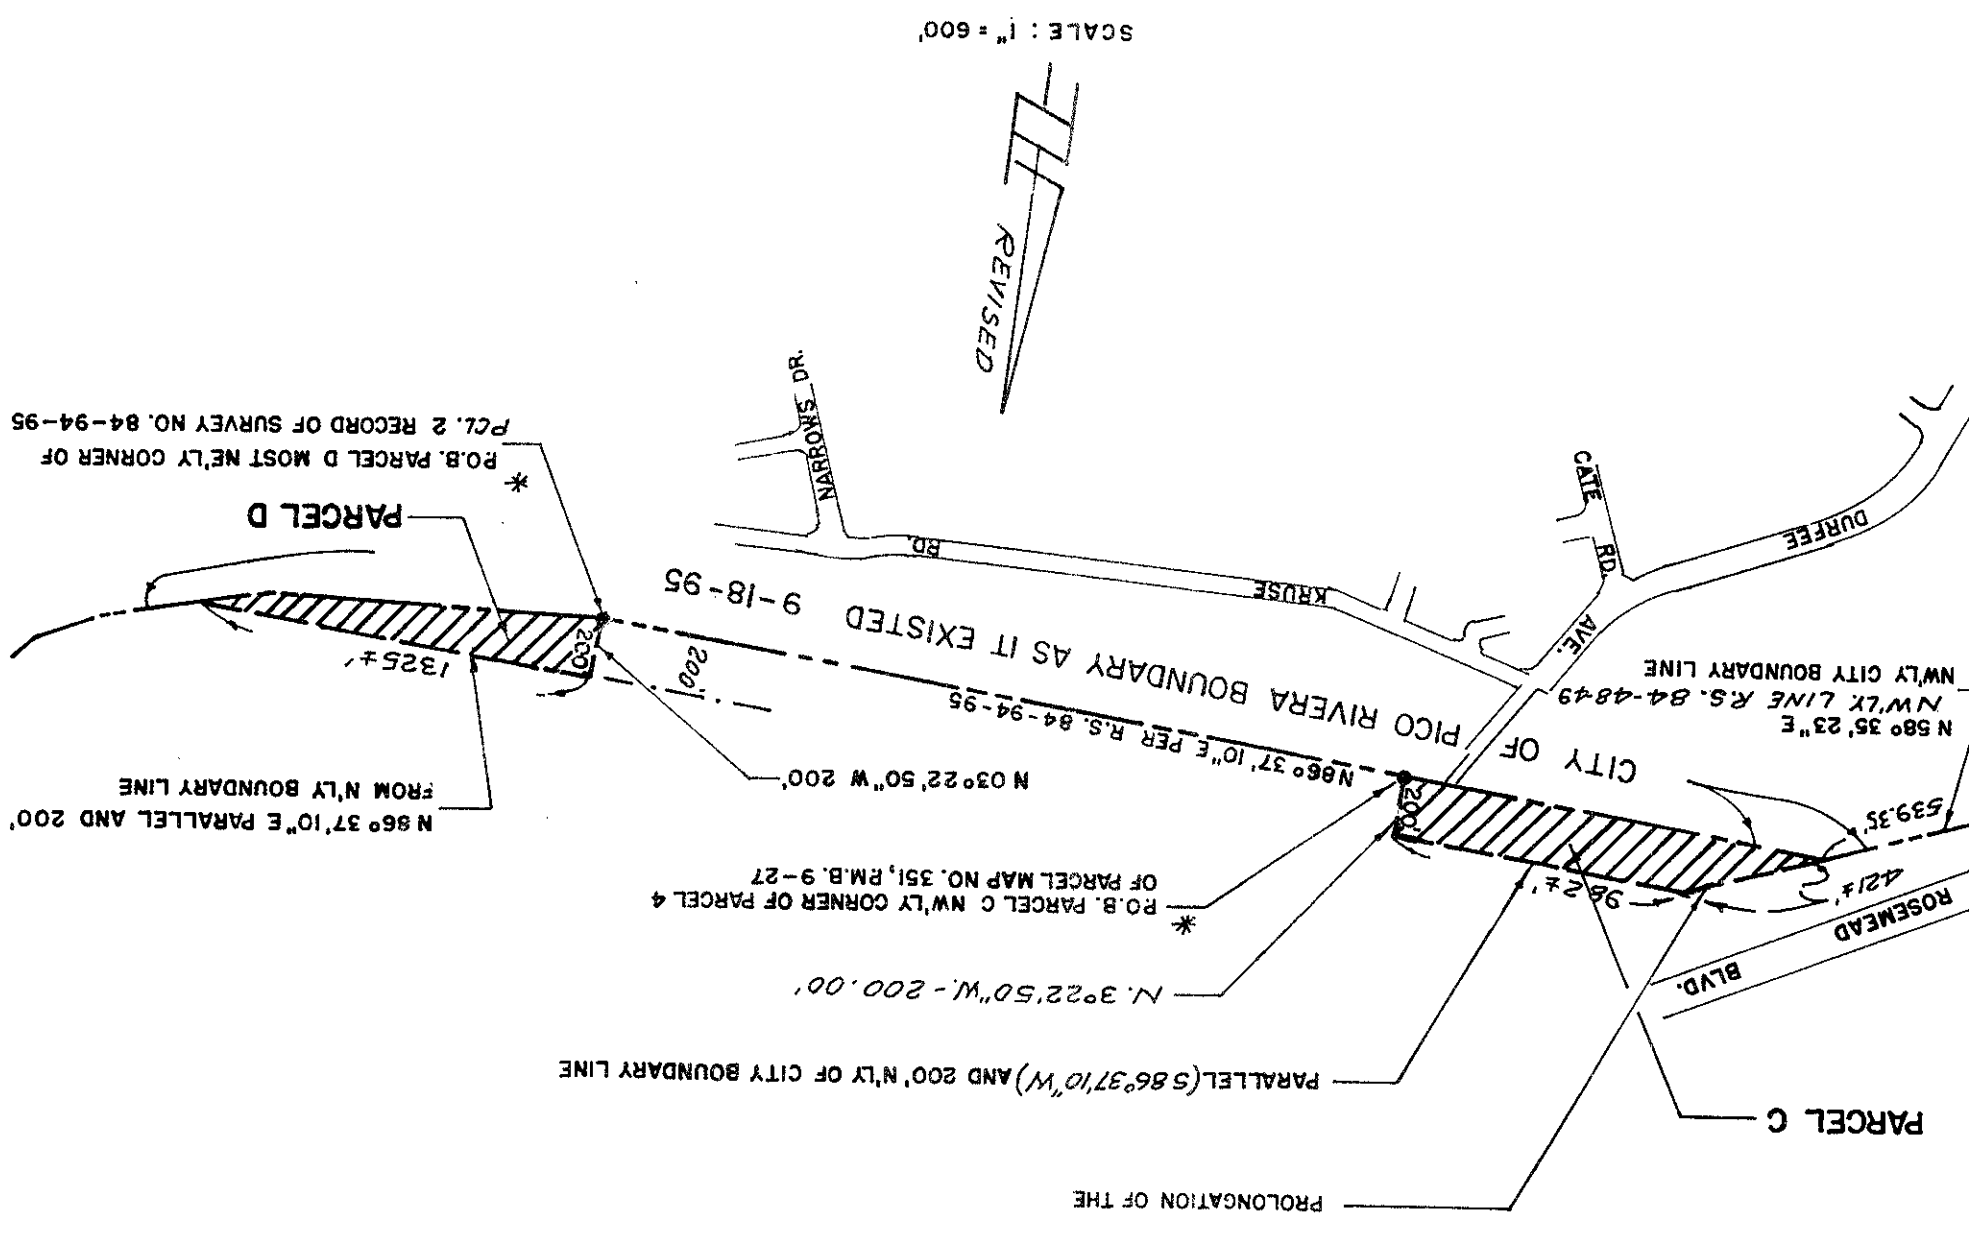 PROLONGATION OF THE
PARCEL C
PARALLEL (S 86°37'10"W) AND 200' N'LY OF CITY BOUNDARY LINE
N. 3°22'50"W. - 200.00'
ROSEMEAD
BLVD.
421±'
539.35'
962±'
200'
*
P.O.B. PARCEL C NW'LY CORNER OF PARCEL 4
OF PARCEL MAP NO. 351, P.M.B. 9-27
N 58° 35' 23" E
NW'LY. LINE R.S. 84-48-49
NW'LY CITY BOUNDARY LINE
N86°37'10"E PER R.S. 84-94-95
N 03°22'50"W 200'
N 86° 37' 10" E PARALLEL AND 200'
FROM N'LY BOUNDARY LINE
CITY OF PICO RIVERA BOUNDARY AS IT EXISTED 9-18-95
200'
200'
1325±'
DURFEE
AVE.
GATE
RD.
KRUSE
RD.
NARROWS DR.
PARCEL D
*
P.O.B. PARCEL D MOST NE'LY CORNER OF
PCL. 2 RECORD OF SURVEY NO. 84-94-95
REVISED
SCALE : 1" = 600'